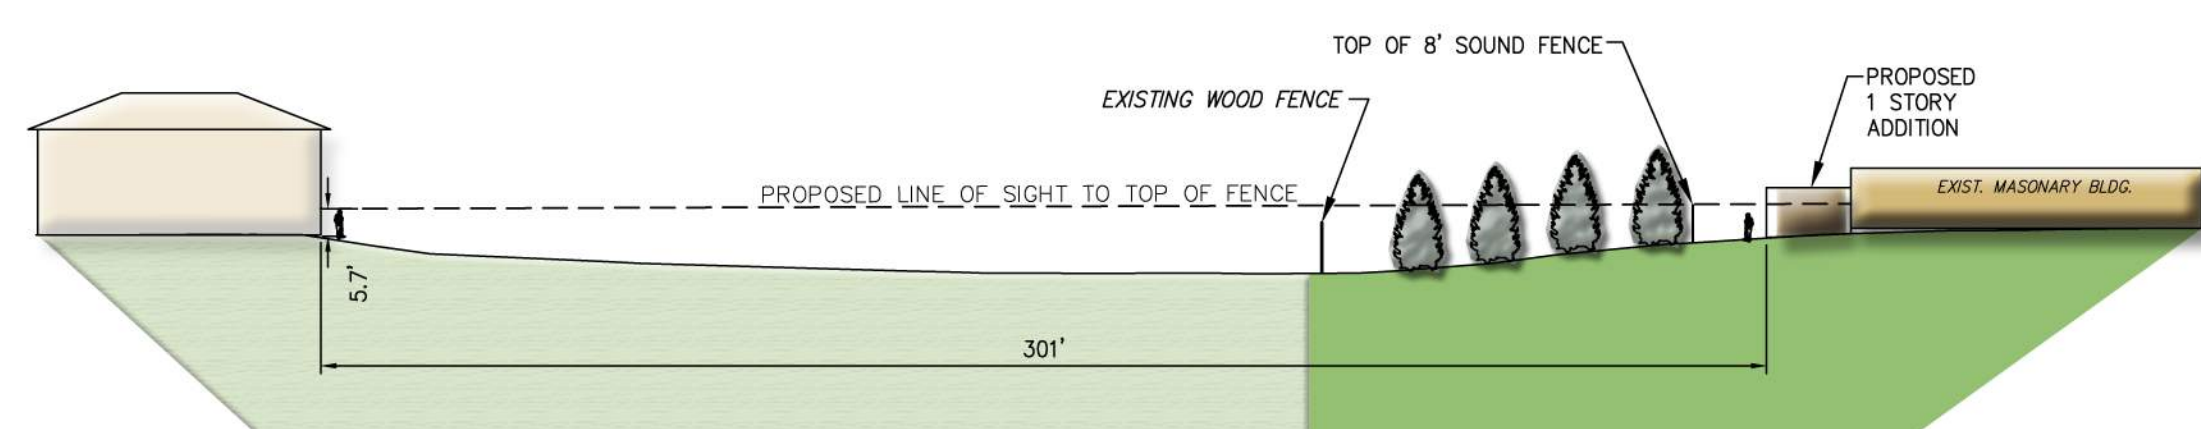 TOP OF 8' SOUND FENCE
EXISTING WOOD FENCE
PROPOSED
1 STORY
ADDITION
PROPOSED LINE OF SIGHT TO TOP OF FENCE
EXIST. MASONARY BLDG.
5.7'
301'